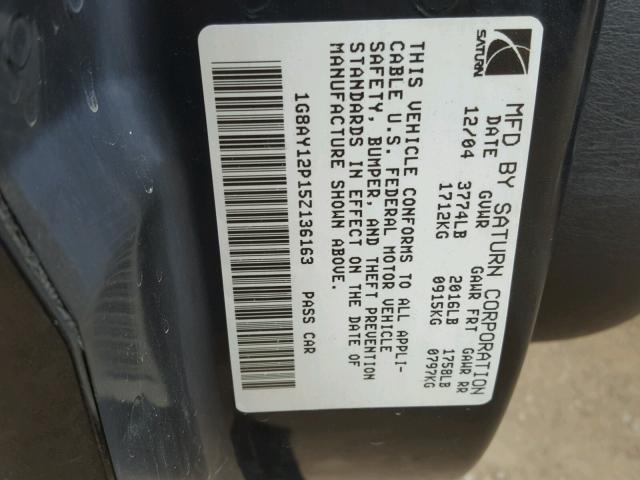 SATURN
MFD BY SATURN CORPORATION
DATE GVWR GAWR FRT GAWR RR
12/04 3774LB 2016LB 1758LB
1712KG 0915KG 0797KG
THIS VEHICLE CONFORMS TO ALL APPLI-
CABLE U.S. FEDERAL MOTOR VEHICLE
SAFETY, BUMPER, AND THEFT PREVENTION
STANDARDS IN EFFECT ON THE DATE OF
MANUFACTURE SHOWN ABOVE.
1G8AY12P15Z136163 PASS CAR